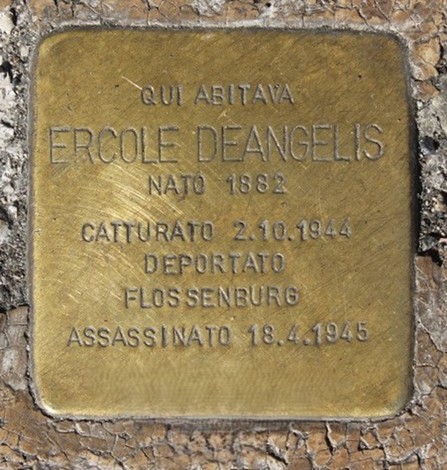 QUI ABITAVA
ERCOLE DEANGELIS
NATO 1882
CATTURATO 2.10.1944
DEPORTATO
FLOSSENBURG
ASSASSINATO 18.4.1945